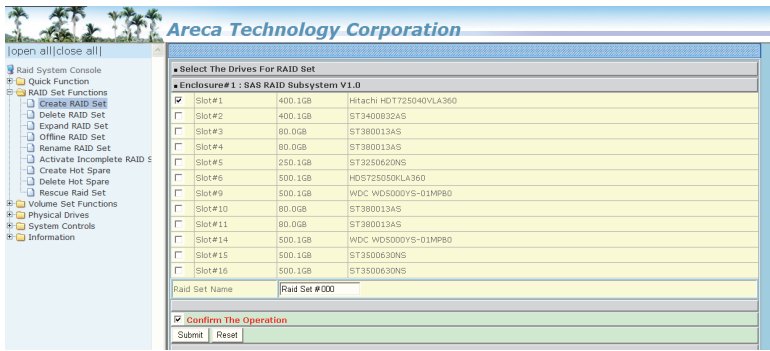 Areca Technology Corporation
|open all|close all|
Raid System Console
Quick Function
RAID Set Functions
Create RAID Set
Delete RAID Set
Expand RAID Set
Offline RAID Set
Rename RAID Set
Activate Incomplete RAID S
Create Hot Spare
Delete Hot Spare
Rescue Raid Set
Volume Set Functions
Physical Drives
System Controls
Information
Select The Drives For RAID Set
Enclosure#1 : SAS RAID Subsystem V1.0
Slot#1 400.1GB Hitachi HDT725040VLA360
Slot#2 400.1GB ST3400832AS
Slot#3 80.0GB ST380013AS
Slot#4 80.0GB ST380013AS
Slot#5 250.1GB ST3250620NS
Slot#6 500.1GB HDS725050KLA360
Slot#9 500.1GB WDC WD5000YS-01MPB0
Slot#10 80.0GB ST380013AS
Slot#11 80.0GB ST380013AS
Slot#14 500.1GB WDC WD5000YS-01MPB0
Slot#15 500.1GB ST3500630NS
Slot#16 500.1GB ST3500630NS
Raid Set Name Raid Set #000
Confirm The Operation
Submit Reset